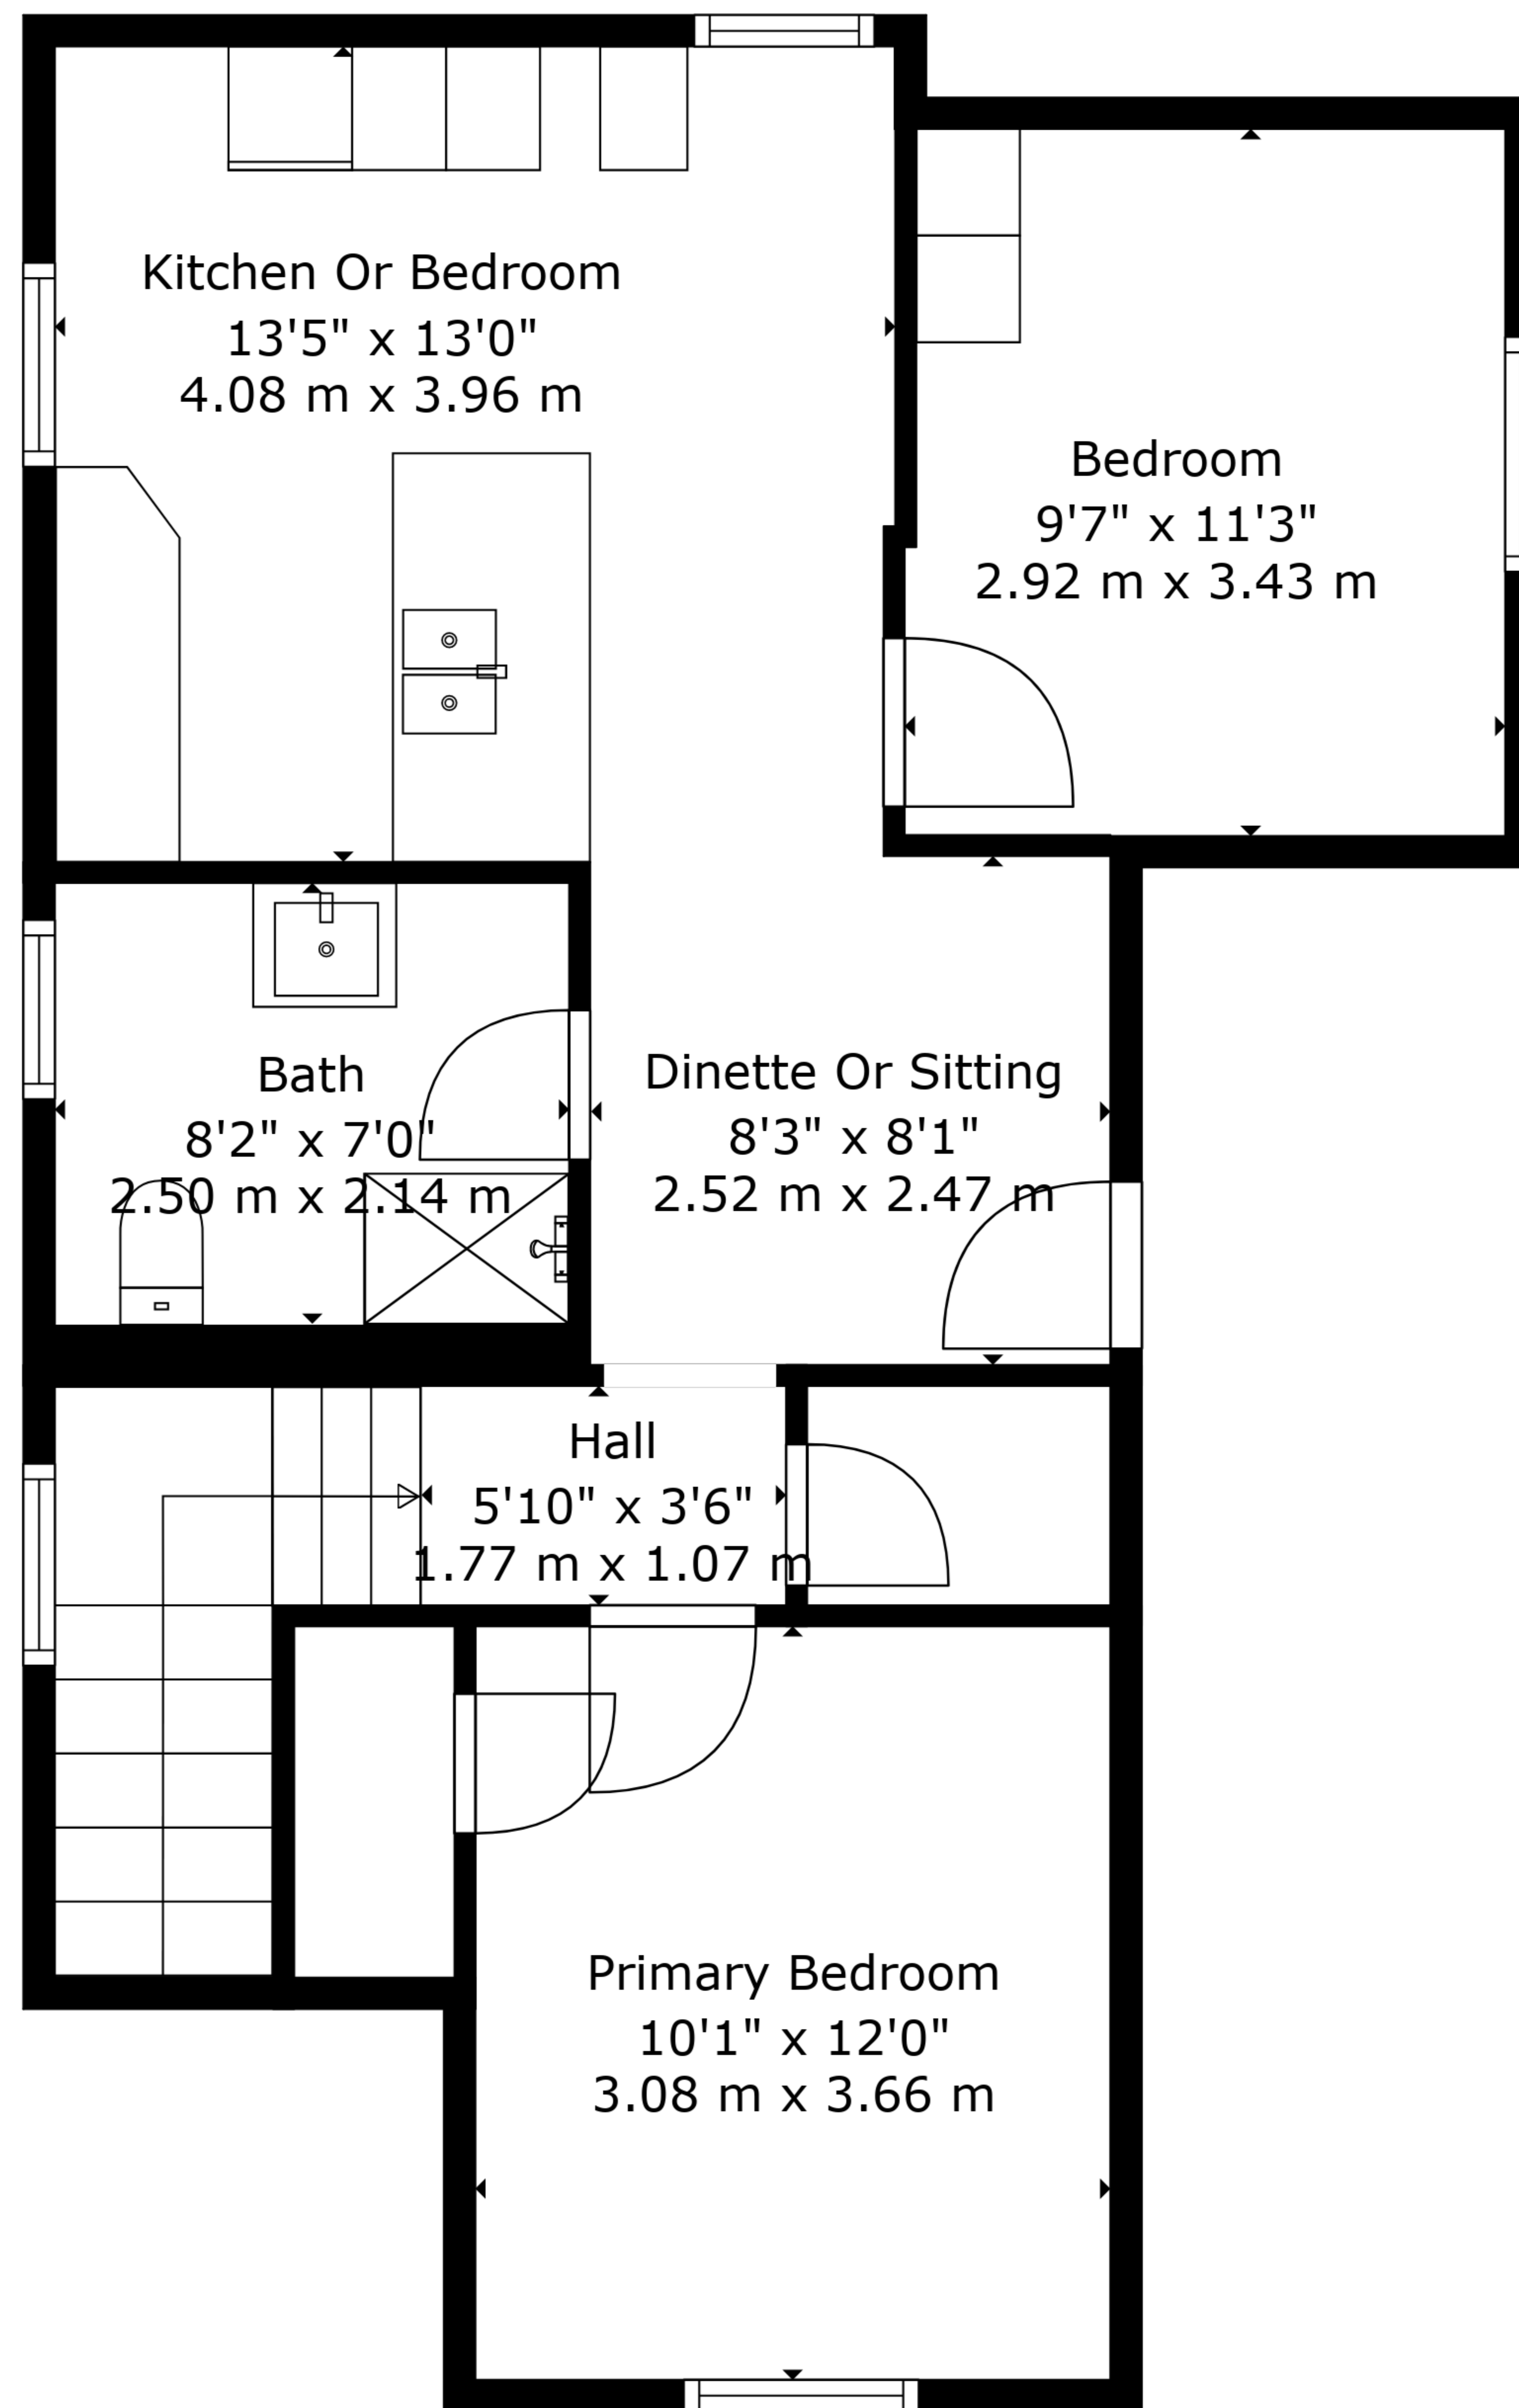 Kitchen Or Bedroom
13'5" x 13'0"
4.08 m x 3.96 m
Bedroom
9'7" x 11'3"
2.92 m x 3.43 m
Bath
8'2" x 7'0"
2.50 m x 2.14 m
Dinette Or Sitting
8'3" x 8'1"
2.52 m x 2.47 m
Hall
5'10" x 3'6"
1.77 m x 1.07 m
Primary Bedroom
10'1" x 12'0"
3.08 m x 3.66 m